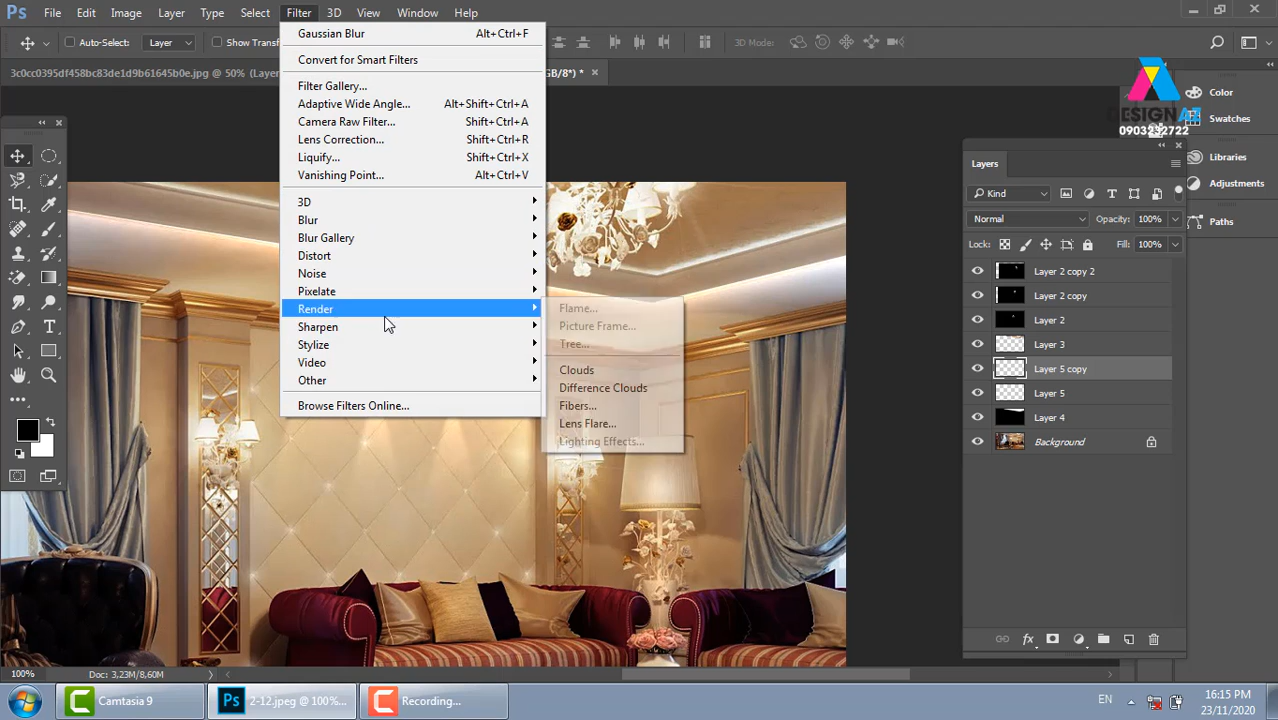 Ps File Edit Image Layer Type Select Filter 3D View Window Help
Auto-Select: Layer Show Transf 3D Mode:
3c0cc0395df458bc83de1d9b61645b0e.jpg @ 50% (Laye GB/8*) *
Gaussian Blur Alt+Ctrl+F
Convert for Smart Filters
Filter Gallery...
Adaptive Wide Angle... Alt+Shift+Ctrl+A
Camera Raw Filter... Shift+Ctrl+A
Lens Correction... Shift+Ctrl+R
Liquify... Shift+Ctrl+X
Vanishing Point... Alt+Ctrl+V
3D
Blur
Blur Gallery
Distort
Noise
Pixelate
Render
Sharpen
Stylize
Video
Other
Browse Filters Online...
Flame...
Picture Frame...
Tree...
Clouds
Difference Clouds
Fibers...
Lens Flare...
Lighting Effects...
DESIGN AZ
0903232722
Color
Swatches
Libraries
Adjustments
Paths
Layers
Kind
Normal Opacity: 100%
Lock: Fill: 100%
Layer 2 copy 2
Layer 2 copy
Layer 2
Layer 3
Layer 5 copy
Layer 5
Layer 4
Background
fx
100% Doc: 3,23M/8,60M
Camtasia 9 Ps 2-12.jpeg @ 100%... Recording...
EN 16:15 PM
23/11/2020